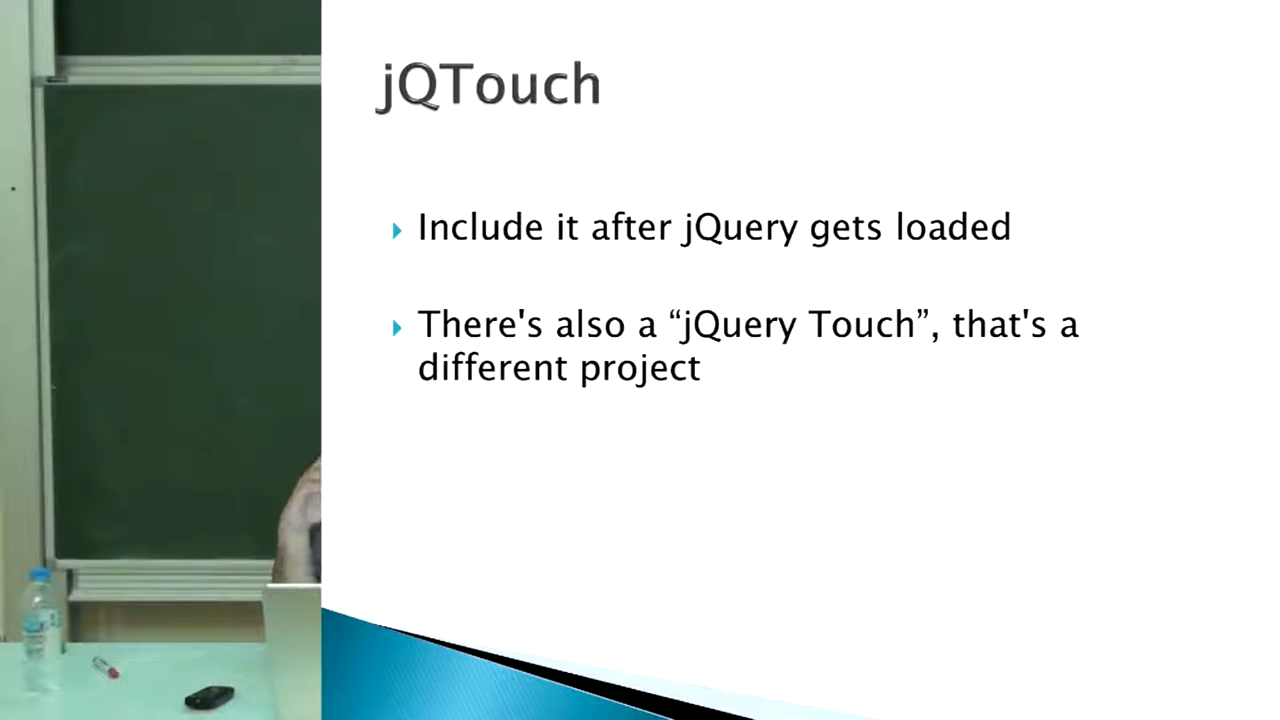 jQTouch
Include it after jQuery gets loaded
There's also a “jQuery Touch”, that's a
different project